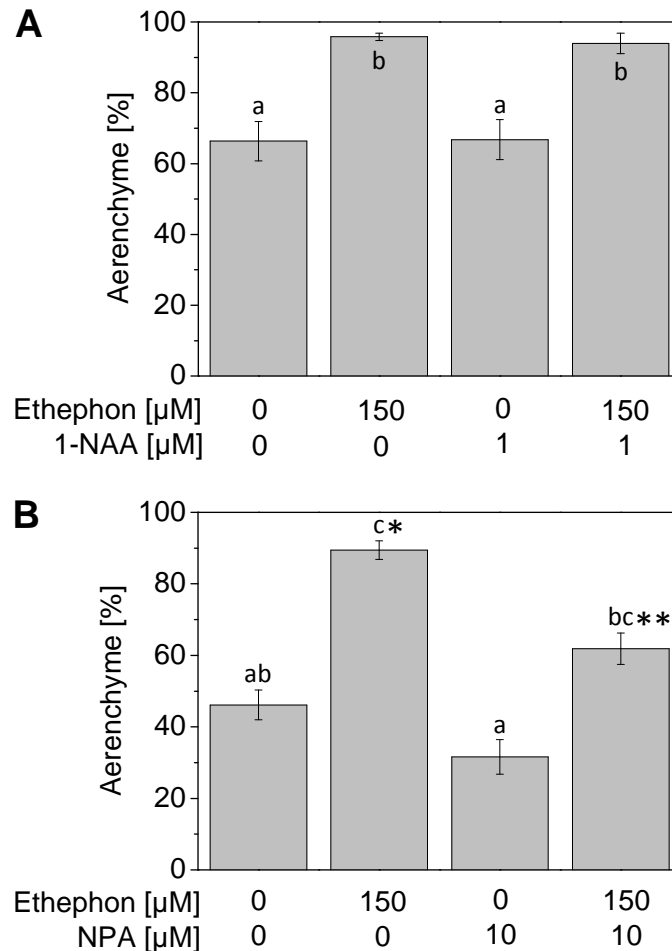 A
Aerenchyme [%]
100
80
60
40
20
0
a
b
a
b
Ethephon [µM] 0 150 0 150
1-NAA [µM] 0 0 1 1
B
Aerenchyme [%]
100
80
60
40
20
0
ab
c*
a
bc**
Ethephon [µM] 0 150 0 150
NPA [µM] 0 0 10 10